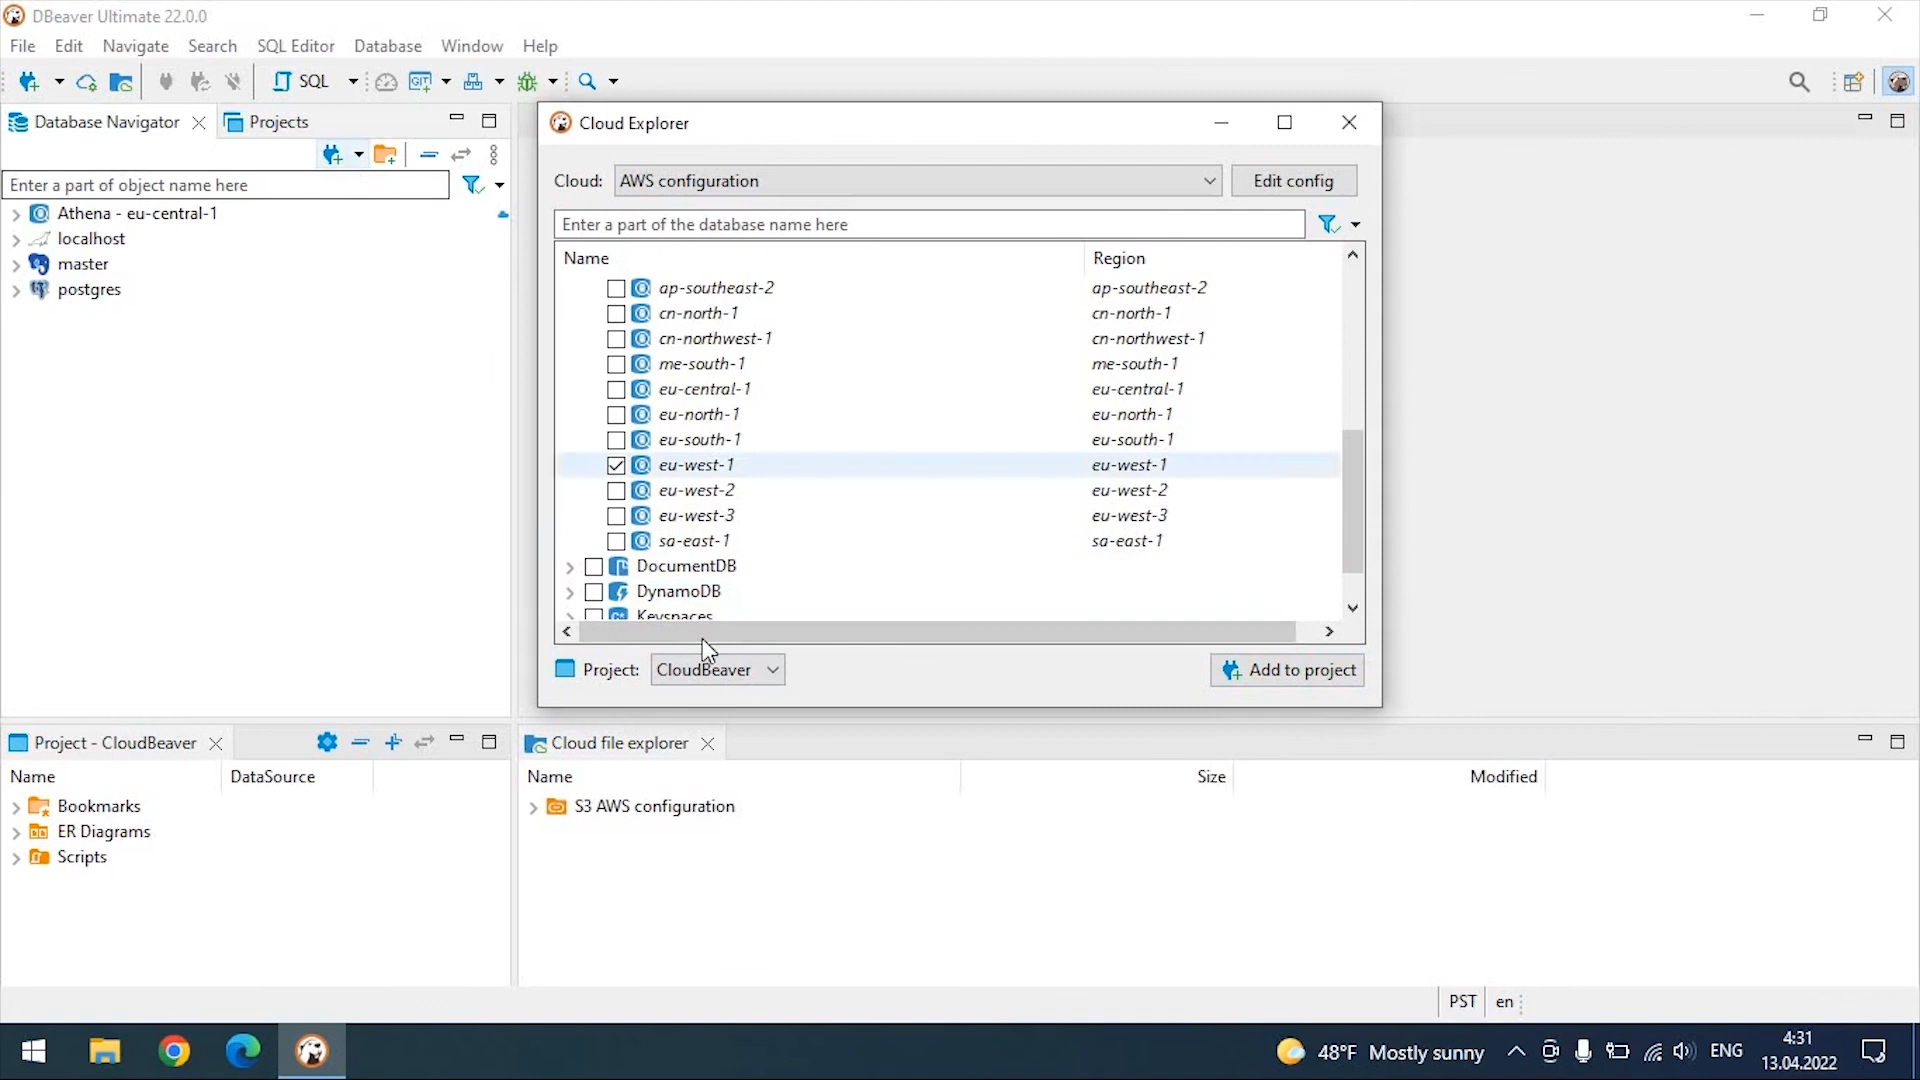 DBeaver Ultimate 22.0.0
File Edit Navigate Search SQL Editor Database Window Help
SQL
Database Navigator Projects
Enter a part of object name here
Athena - eu-central-1
localhost
master
postgres
Cloud Explorer
Cloud: AWS configuration Edit config
Enter a part of the database name here
Name Region
ap-southeast-2 ap-southeast-2
cn-north-1 cn-north-1
cn-northwest-1 cn-northwest-1
me-south-1 me-south-1
eu-central-1 eu-central-1
eu-north-1 eu-north-1
eu-south-1 eu-south-1
eu-west-1 eu-west-1
eu-west-2 eu-west-2
eu-west-3 eu-west-3
sa-east-1 sa-east-1
DocumentDB
DynamoDB
Keyspaces
Project: CloudBeaver Add to project
Project - CloudBeaver
Name DataSource
Bookmarks
ER Diagrams
Scripts
Cloud file explorer
Name Size Modified
S3 AWS configuration
PST en
48°F Mostly sunny ENG 4:31
13.04.2022